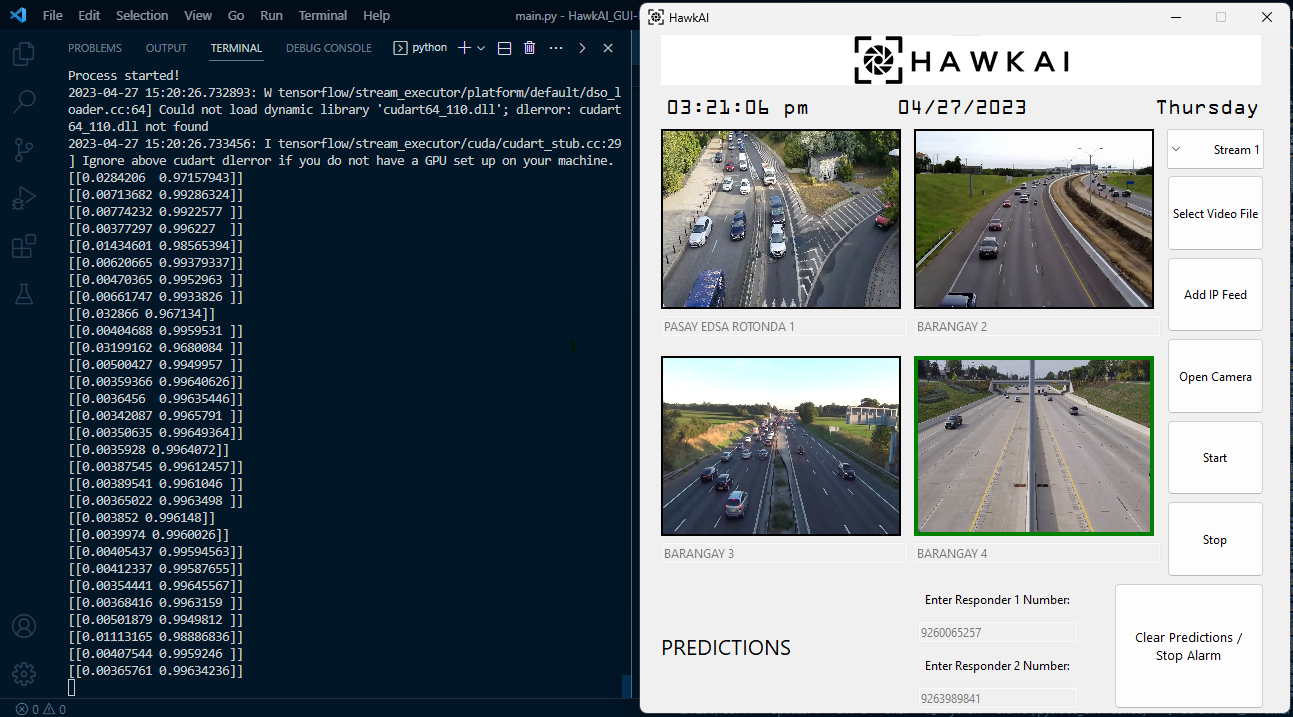 File Edit Selection View Go Run Terminal Help main.py - HawkAI_GUI-
PROBLEMS OUTPUT TERMINAL DEBUG CONSOLE python
Process started!
2023-04-27 15:20:26.732893: W tensorflow/stream_executor/platform/default/dso_l
oader.cc:64] Could not load dynamic library 'cudart64_110.dll'; dlerror: cudart
64_110.dll not found
2023-04-27 15:20:26.733456: I tensorflow/stream_executor/cuda/cudart_stub.cc:29
] Ignore above cudart dlerror if you do not have a GPU set up on your machine.
[[0.0284206  0.97157943]]
[[0.00713682 0.99286324]]
[[0.00774232 0.9922577 ]]
[[0.00377297 0.996227  ]]
[[0.01434601 0.98565394]]
[[0.00620665 0.99379337]]
[[0.00470365 0.9952963 ]]
[[0.00661747 0.9933826 ]]
[[0.032866 0.967134]]
[[0.00404688 0.9959531 ]]
[[0.03199162 0.9680084 ]]
[[0.00500427 0.9949957 ]]
[[0.00359366 0.99640626]]
[[0.0036456  0.99635446]]
[[0.00342087 0.9965791 ]]
[[0.00350635 0.99649364]]
[[0.0035928 0.9964072]]
[[0.00387545 0.99612457]]
[[0.00389541 0.9961046 ]]
[[0.00365022 0.9963498 ]]
[[0.003852 0.996148]]
[[0.0039974 0.9960026]]
[[0.00405437 0.99594563]]
[[0.00412337 0.99587655]]
[[0.00354441 0.99645567]]
[[0.00368416 0.9963159 ]]
[[0.00501879 0.9949812 ]]
[[0.01113165 0.98886836]]
[[0.00407544 0.9959246 ]]
[[0.00365761 0.99634236]]
0 0
HawkAI
HAWKAI
03:21:06 pm 04/27/2023 Thursday
Stream 1
Select Video File
Add IP Feed
PASAY EDSA ROTONDA 1 BARANGAY 2
Open Camera
Start
Stop
BARANGAY 3 BARANGAY 4
PREDICTIONS
Enter Responder 1 Number:
9260065257
Enter Responder 2 Number:
9263989841
Clear Predictions /
Stop Alarm